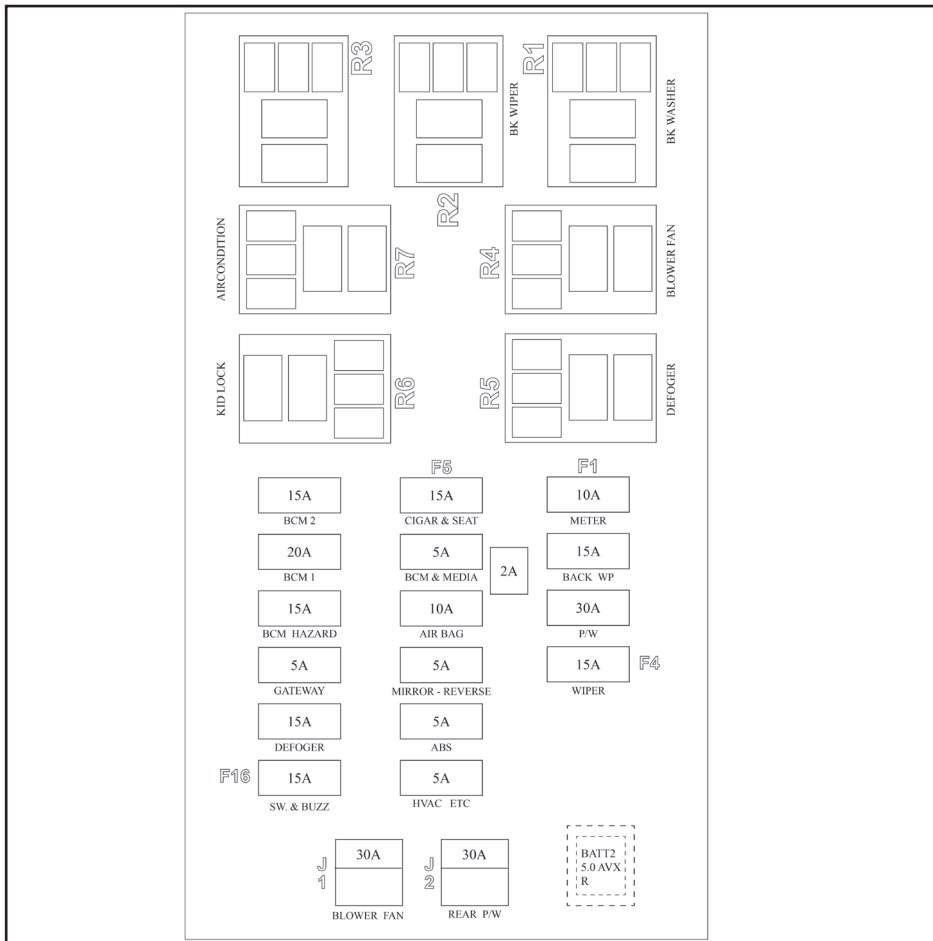 R3
R2
BK WIPER
R1
BK WASHER
AIRCONDITION
R7
R4
BLOWER FAN
KID LOCK
R6
R5
DEFOGER
F5
F1
15A
BCM 2
15A
CIGAR & SEAT
10A
METER
20A
BCM 1
5A
BCM & MEDIA
2A
15A
BACK WP
15A
BCM HAZARD
10A
AIR BAG
30A
P/W
5A
GATEWAY
5A
MIRROR - REVERSE
15A
WIPER
F4
15A
DEFOGER
5A
ABS
F16
15A
SW. & BUZZ
5A
HVAC ETC
J1
30A
BLOWER FAN
J2
30A
REAR P/W
BATT2
5.0 AVX
R